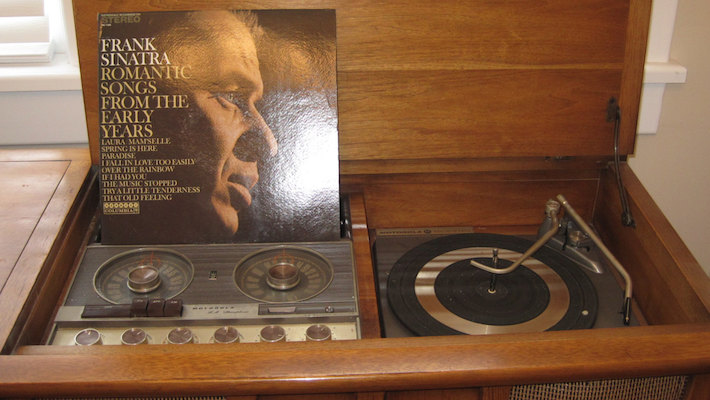 STEREO
FRANK
SINATRA
ROMANTIC
SONGS
FROM THE
EARLY
YEARS
LAURA MAM'SELLE
SPRING IS HERE
PARADISE
I FALL IN LOVE TOO EASILY
OVER THE RAINBOW
IF I HAD YOU
THE MUSIC STOPPED
TRY A LITTLE TENDERNESS
THAT OLD FEELING
HARMONY
COLUMBIA
MOTOROLA
MOTOROLA